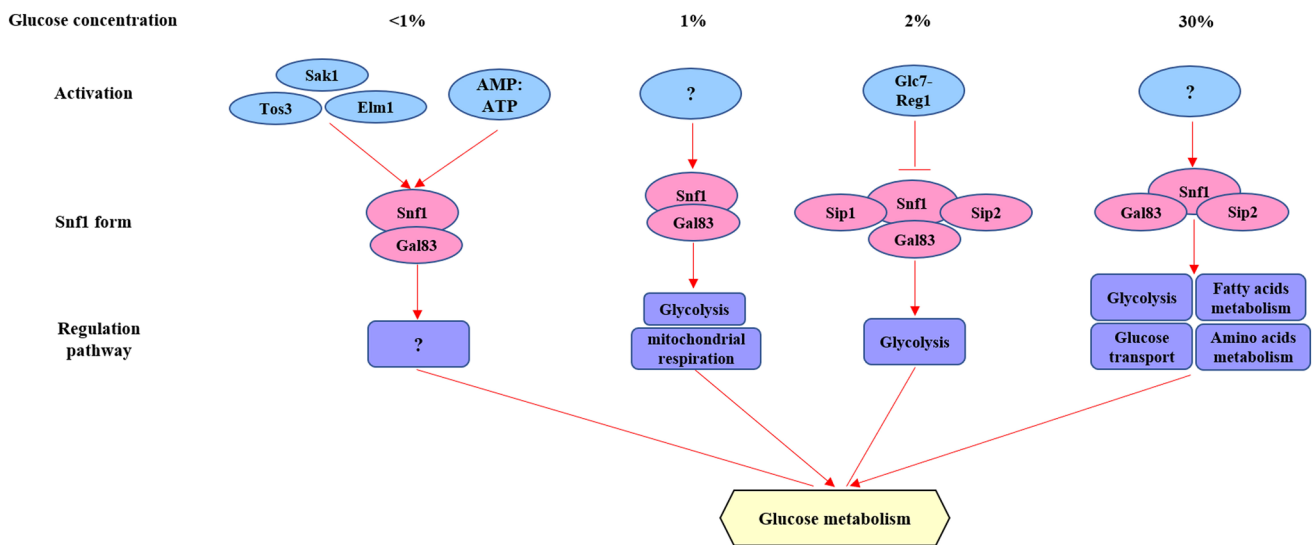 Glucose concentration <1% 1% 2% 30%
Activation
Sak1
Tos3
Elm1
AMP:
ATP
?
Glc7-
Reg1
?
Snf1 form
Snf1
Gal83
Snf1
Gal83
Sip1
Snf1
Sip2
Gal83
Snf1
Gal83
Sip2
Regulation
pathway
?
Glycolysis
mitochondrial
respiration
Glycolysis
Glycolysis
Fatty acids
metabolism
Glucose
transport
Amino acids
metabolism
Glucose metabolism